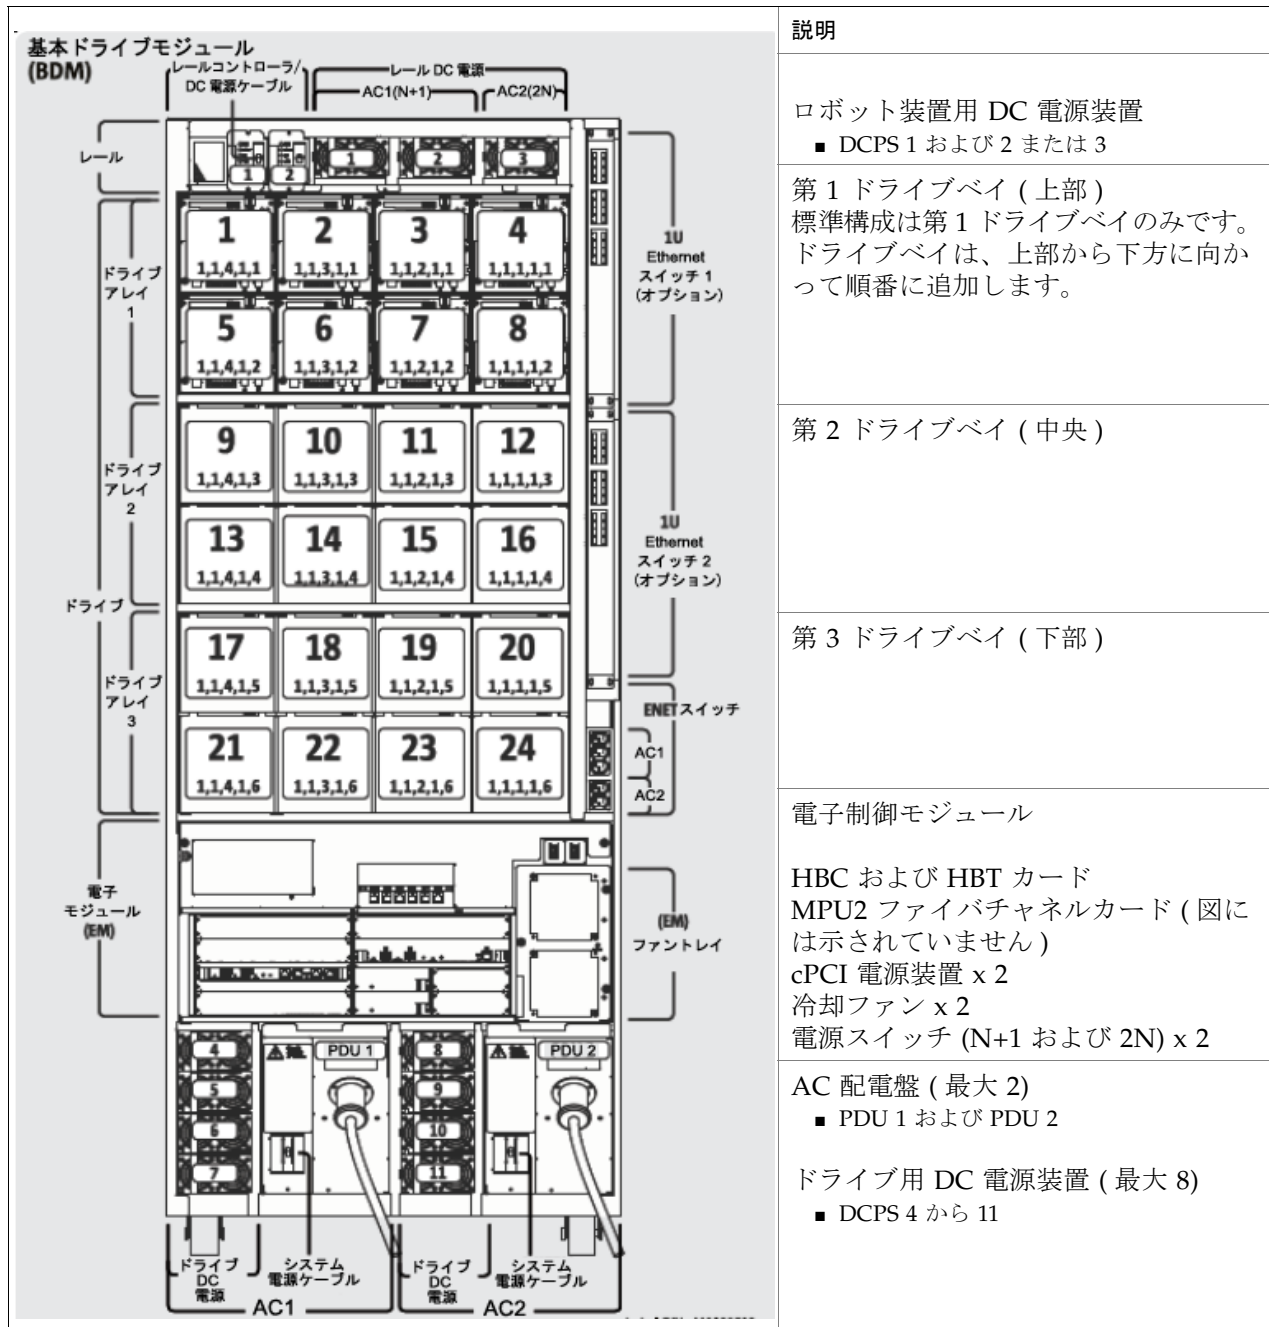 基本ドライブモジュール
(BDM)
レールコントローラ/
DC 電源ケーブル
レール DC 電源
AC1(N+1)
AC2(2N)
レール
1
2
1
2
3
ドライブ
アレイ
1
1
1,1,4,1,1
2
1,1,3,1,1
3
1,1,2,1,1
4
1,1,1,1,1
5
1,1,4,1,2
6
1,1,3,1,2
7
1,1,2,1,2
8
1,1,1,1,2
1U
Ethernet
スイッチ 1
(オプション)
ドライブ
アレイ
2
9
1,1,4,1,3
10
1,1,3,1,3
11
1,1,2,1,3
12
1,1,1,1,3
13
1,1,4,1,4
14
1,1,3,1,4
15
1,1,2,1,4
16
1,1,1,1,4
1U
Ethernet
スイッチ 2
(オプション)
ドライブ
ドライブ
アレイ
3
17
1,1,4,1,5
18
1,1,3,1,5
19
1,1,2,1,5
20
1,1,1,1,5
21
1,1,4,1,6
22
1,1,3,1,6
23
1,1,2,1,6
24
1,1,1,1,6
ENETスイッチ
AC1
AC2
電子
モジュール
(EM)
(EM)
ファントレイ
4
5
6
7
PDU 1
8
9
10
11
PDU 2
ドライブ
DC
電源
システム
電源ケーブル
ドライブ
DC
電源
システム
電源ケーブル
AC1
AC2
説明
ロボット装置用 DC 電源装置
■ DCPS 1 および 2 または 3
第 1 ドライブベイ ( 上部 )
標準構成は第 1 ドライブベイのみです。
ドライブベイは、上部から下方に向か
って順番に追加します。
第 2 ドライブベイ ( 中央 )
第 3 ドライブベイ ( 下部 )
電子制御モジュール
HBC および HBT カード
MPU2 ファイバチャネルカード ( 図に
は示されていません )
cPCI 電源装置 x 2
冷却ファン x 2
電源スイッチ (N+1 および 2N) x 2
AC 配電盤 ( 最大 2)
■ PDU 1 および PDU 2
ドライブ用 DC 電源装置 ( 最大 8)
■ DCPS 4 から 11